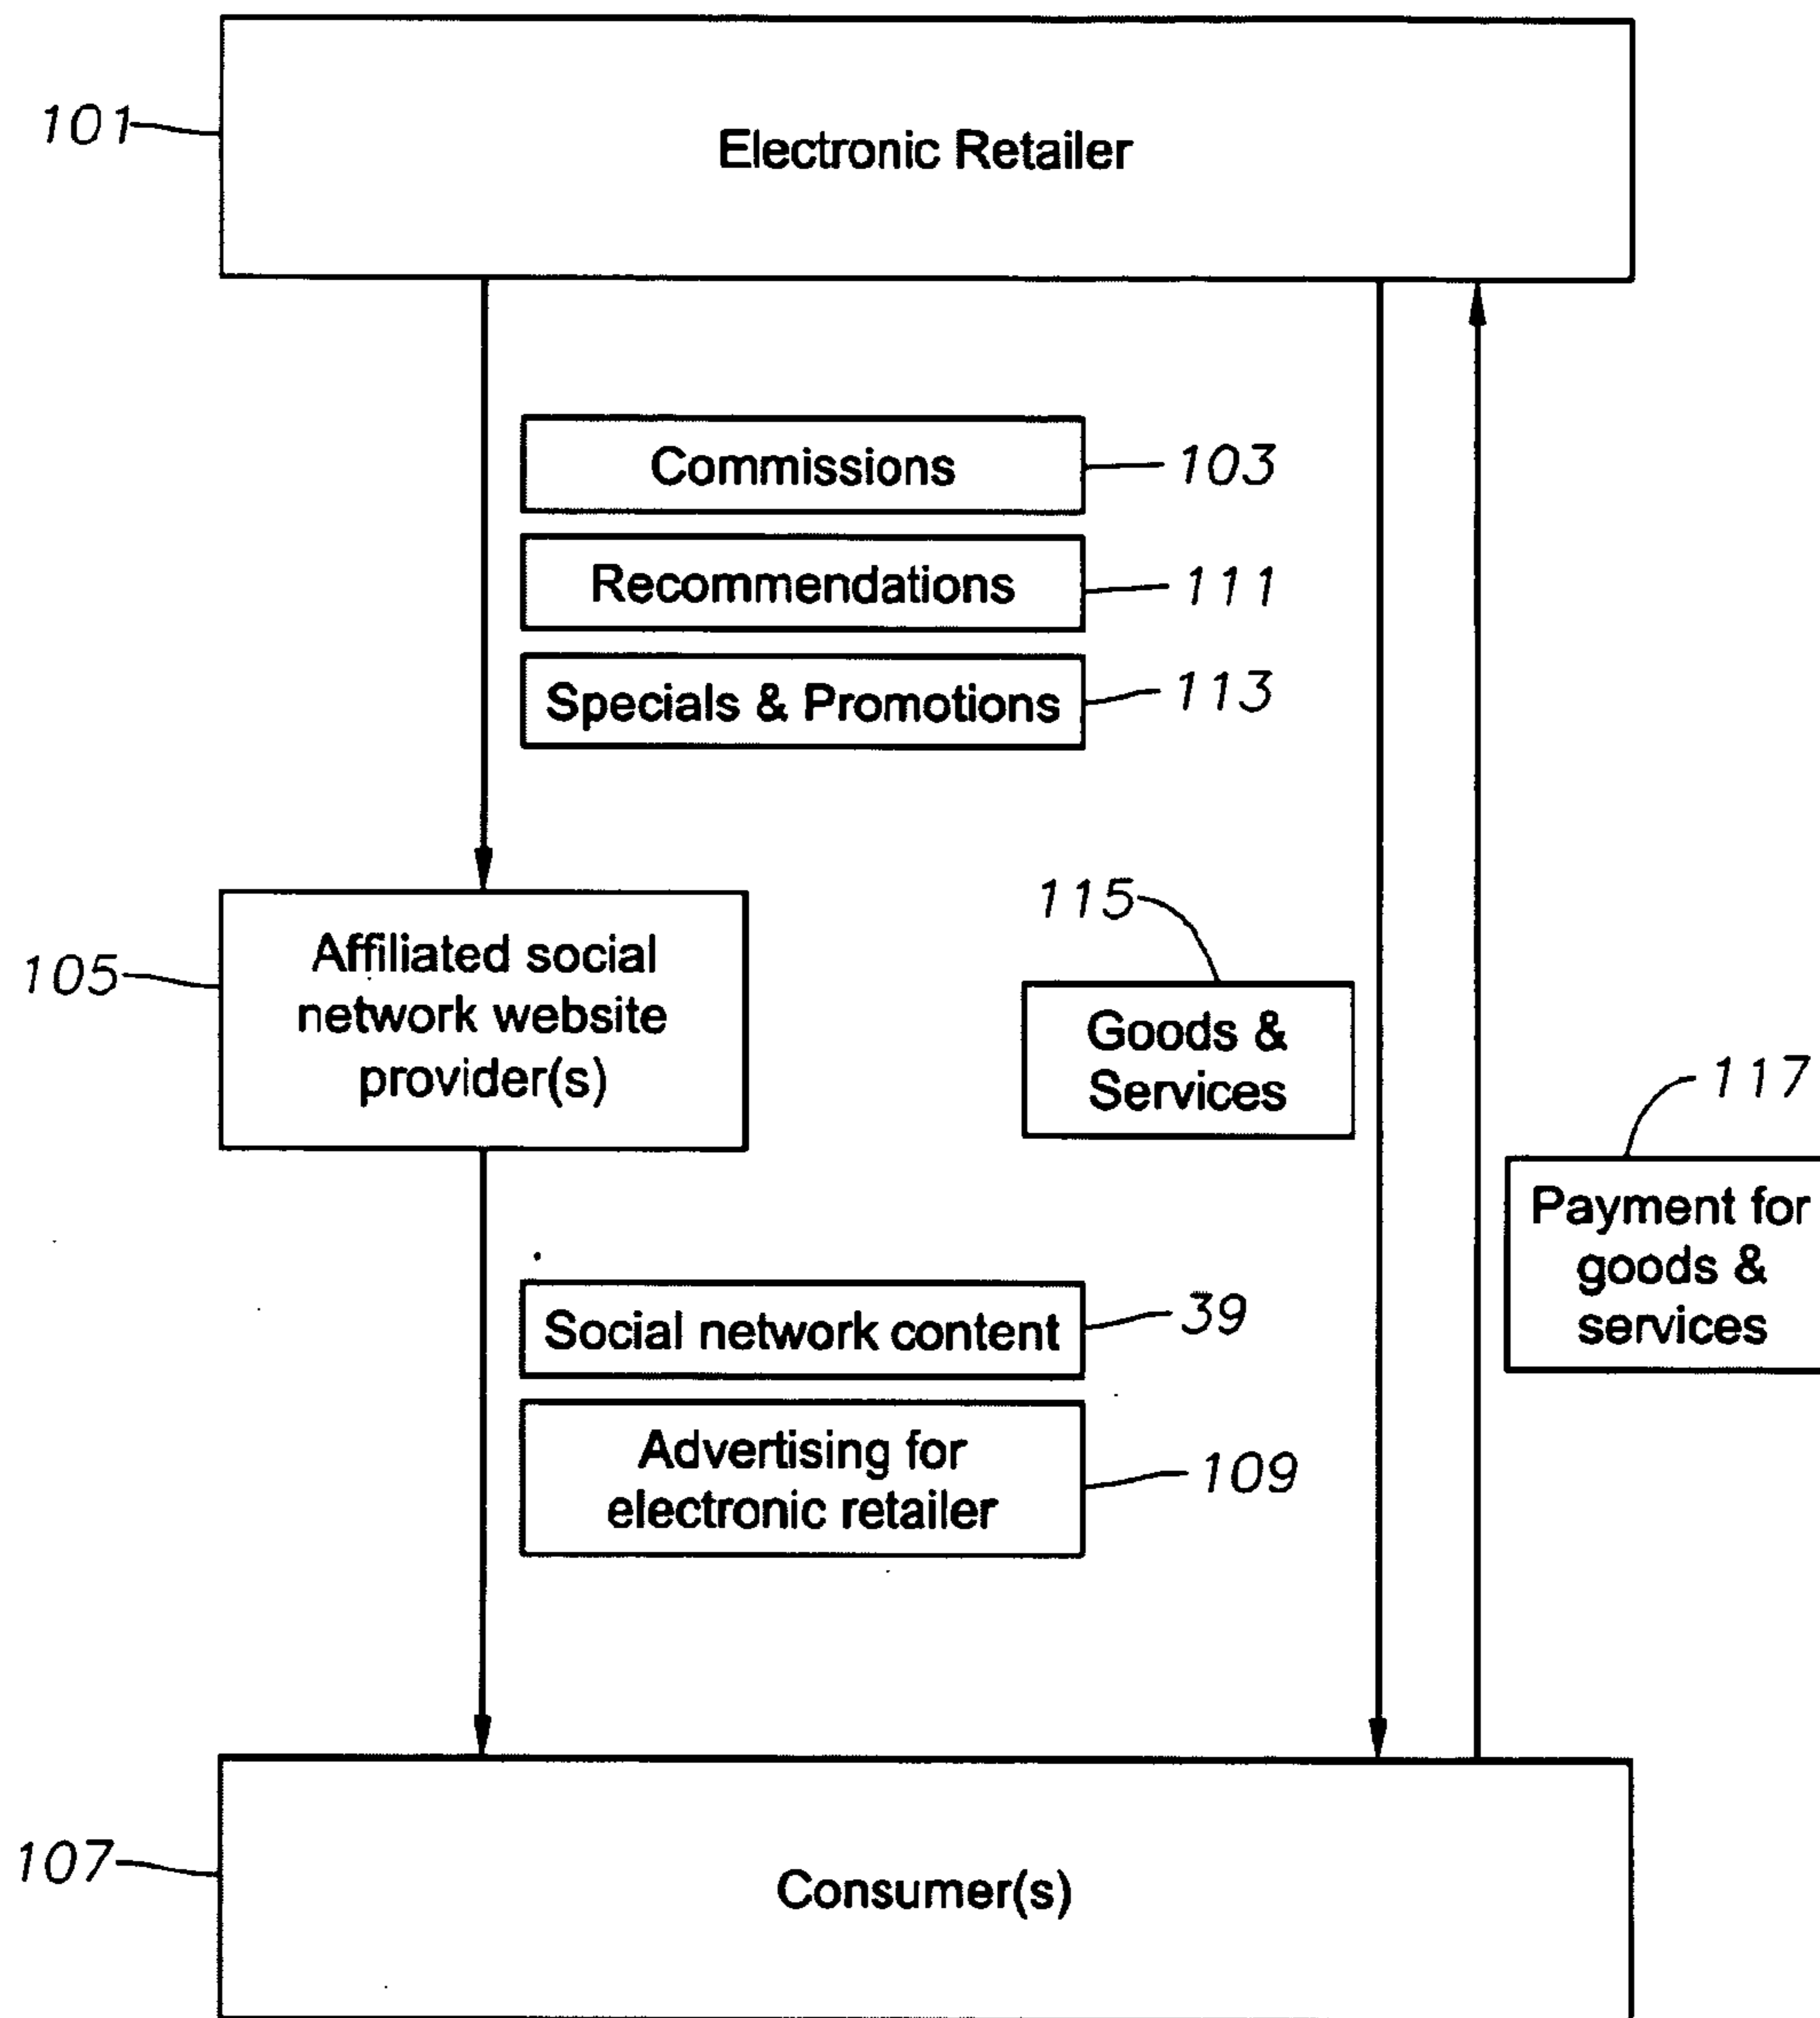 101
Electronic Retailer
Commissions
103
Recommendations
111
Specials & Promotions
113
105
Affiliated social
network website
provider(s)
115
Goods &
Services
117
Payment for
goods &
services
Social network content
39
Advertising for
electronic retailer
109
107
Consumer(s)